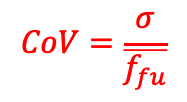 CoV = σ / f̿_fu